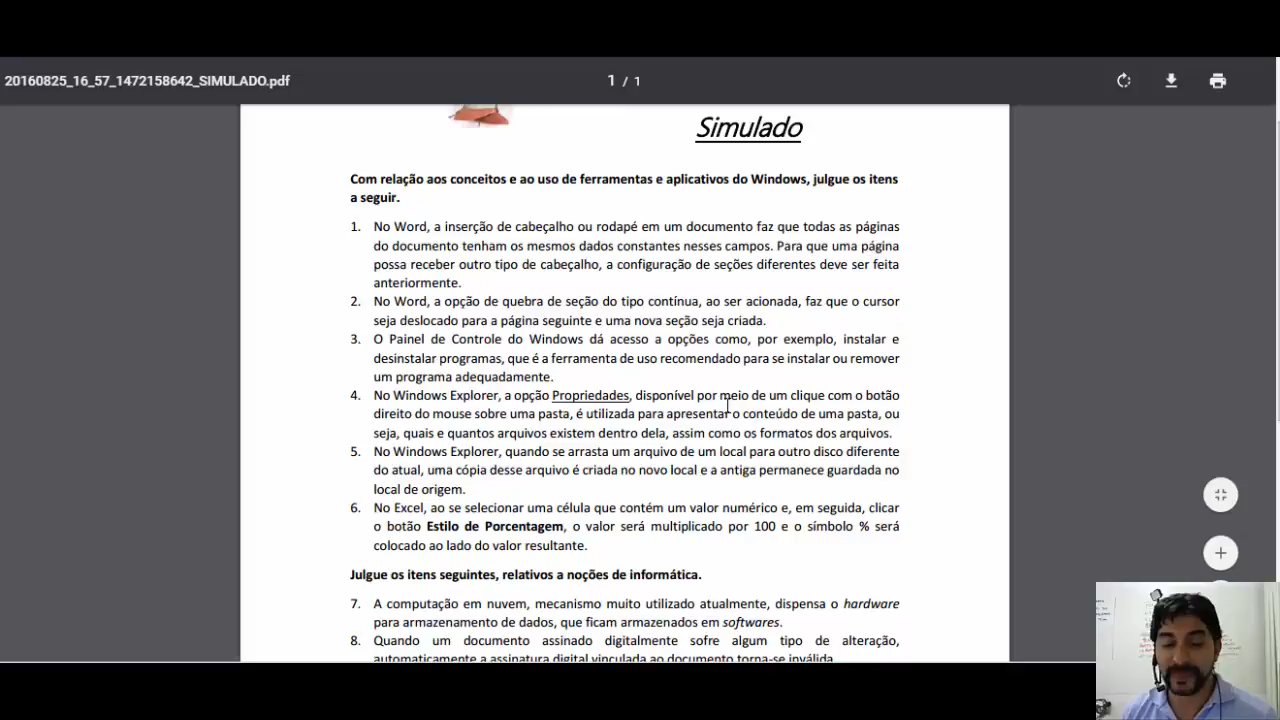 20160825_16_57_1472158642_SIMULADO.pdf
1 / 1
Simulado
Com relação aos conceitos e ao uso de ferramentas e aplicativos do Windows, julgue os itens
a seguir.
1. No Word, a inserção de cabeçalho ou rodapé em um documento faz que todas as páginas
do documento tenham os mesmos dados constantes nesses campos. Para que uma página
possa receber outro tipo de cabeçalho, a configuração de seções diferentes deve ser feita
anteriormente.
2. No Word, a opção de quebra de seção do tipo contínua, ao ser acionada, faz que o cursor
seja deslocado para a página seguinte e uma nova seção seja criada.
3. O Painel de Controle do Windows dá acesso a opções como, por exemplo, instalar e
desinstalar programas, que é a ferramenta de uso recomendado para se instalar ou remover
um programa adequadamente.
4. No Windows Explorer, a opção Propriedades, disponível por meio de um clique com o botão
direito do mouse sobre uma pasta, é utilizada para apresentar o conteúdo de uma pasta, ou
seja, quais e quantos arquivos existem dentro dela, assim como os formatos dos arquivos.
5. No Windows Explorer, quando se arrasta um arquivo de um local para outro disco diferente
do atual, uma cópia desse arquivo é criada no novo local e a antiga permanece guardada no
local de origem.
6. No Excel, ao se selecionar uma célula que contém um valor numérico e, em seguida, clicar
o botão Estilo de Porcentagem, o valor será multiplicado por 100 e o símbolo % será
colocado ao lado do valor resultante.
Julgue os itens seguintes, relativos a noções de informática.
7. A computação em nuvem, mecanismo muito utilizado atualmente, dispensa o hardware
para armazenamento de dados, que ficam armazenados em softwares.
8. Quando um documento assinado digitalmente sofre algum tipo de alteração,
automaticamente a assinatura digital vinculada ao documento torna-se inválida.